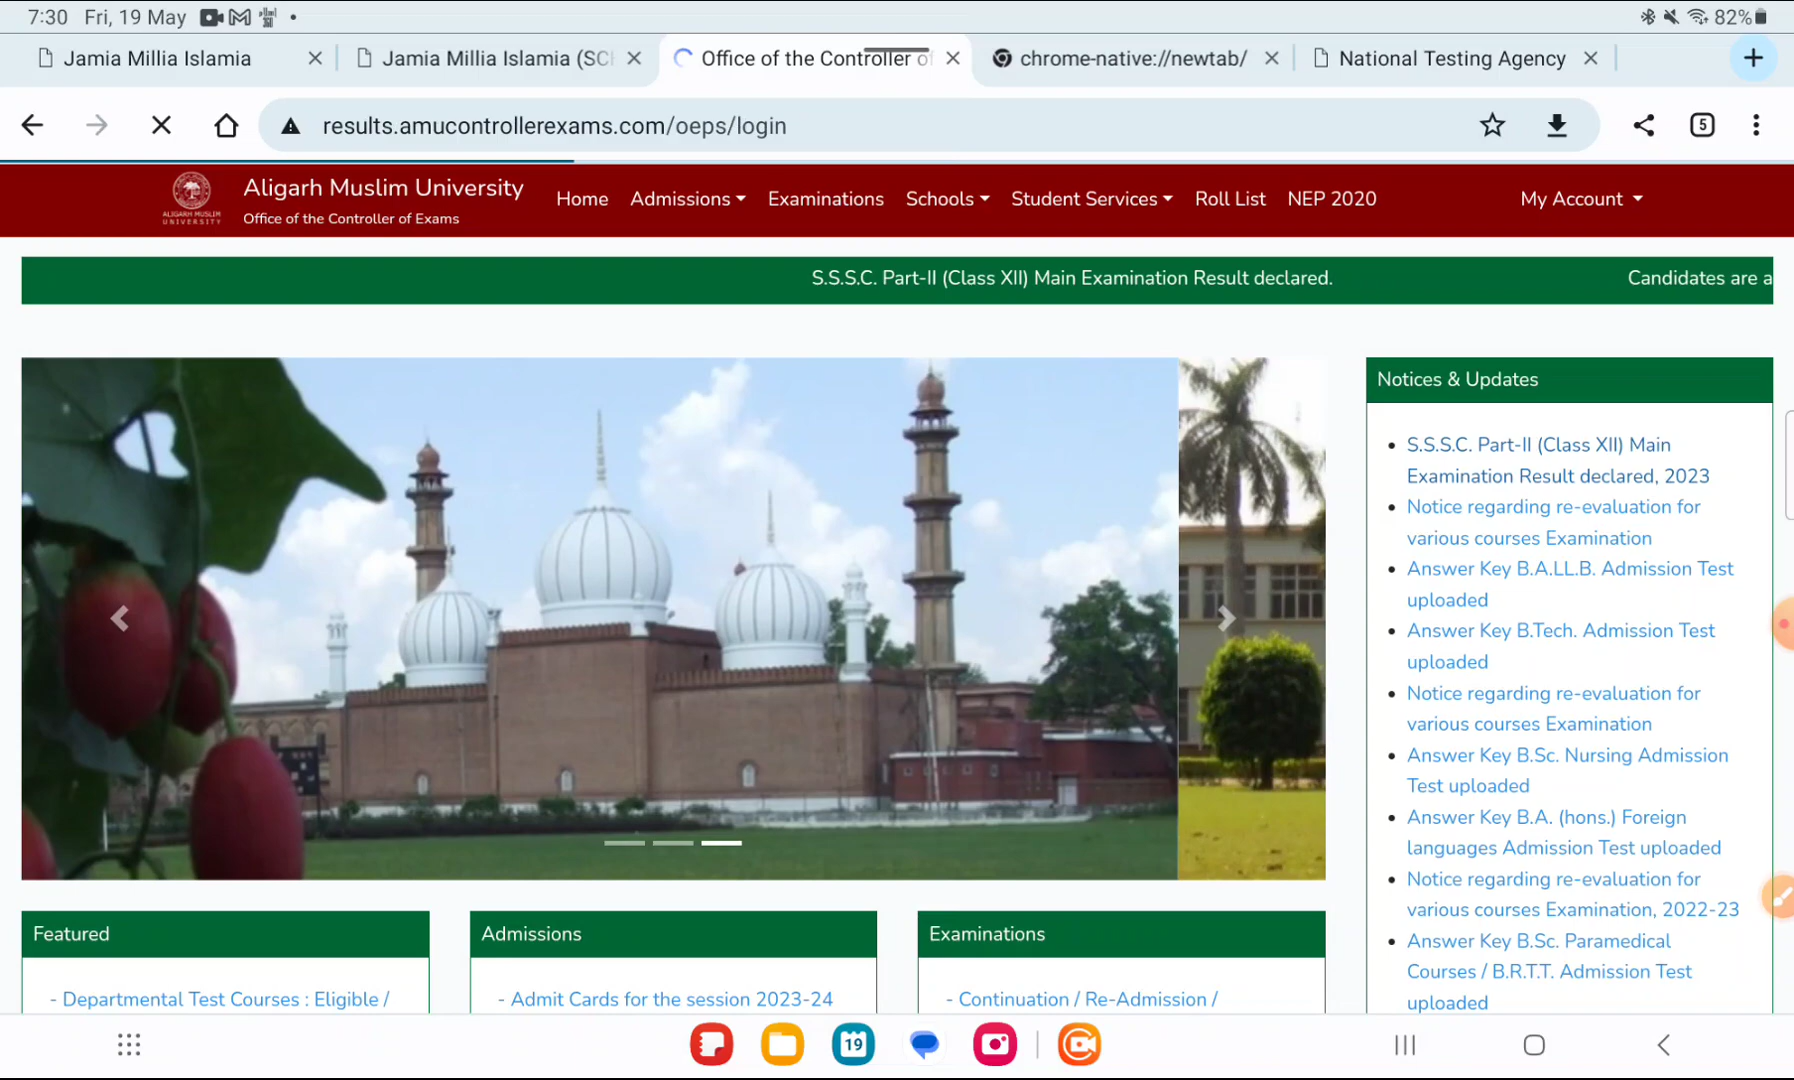 7:30 Fri, 19 May
82%
Jamia Millia Islamia
Jamia Millia Islamia (SC
Office of the Controller of
chrome-native://newtab/
National Testing Agency
results.amucontrollerexams.com/oeps/login
5
Aligarh Muslim University
Office of the Controller of Exams
ALIGARH MUSLIM
UNIVERSITY
Home
Admissions
Examinations
Schools
Student Services
Roll List
NEP 2020
My Account
S.S.S.C. Part-II (Class XII) Main Examination Result declared.
Candidates are a
Notices & Updates
S.S.S.C. Part-II (Class XII) Main
Examination Result declared, 2023
Notice regarding re-evaluation for
various courses Examination
Answer Key B.A.LL.B. Admission Test
uploaded
Answer Key B.Tech. Admission Test
uploaded
Notice regarding re-evaluation for
various courses Examination
Answer Key B.Sc. Nursing Admission
Test uploaded
Answer Key B.A. (hons.) Foreign
languages Admission Test uploaded
Notice regarding re-evaluation for
various courses Examination, 2022-23
Answer Key B.Sc. Paramedical
Courses / B.R.T.T. Admission Test
uploaded
Featured
- Departmental Test Courses : Eligible /
Admissions
- Admit Cards for the session 2023-24
Examinations
- Continuation / Re-Admission /
19